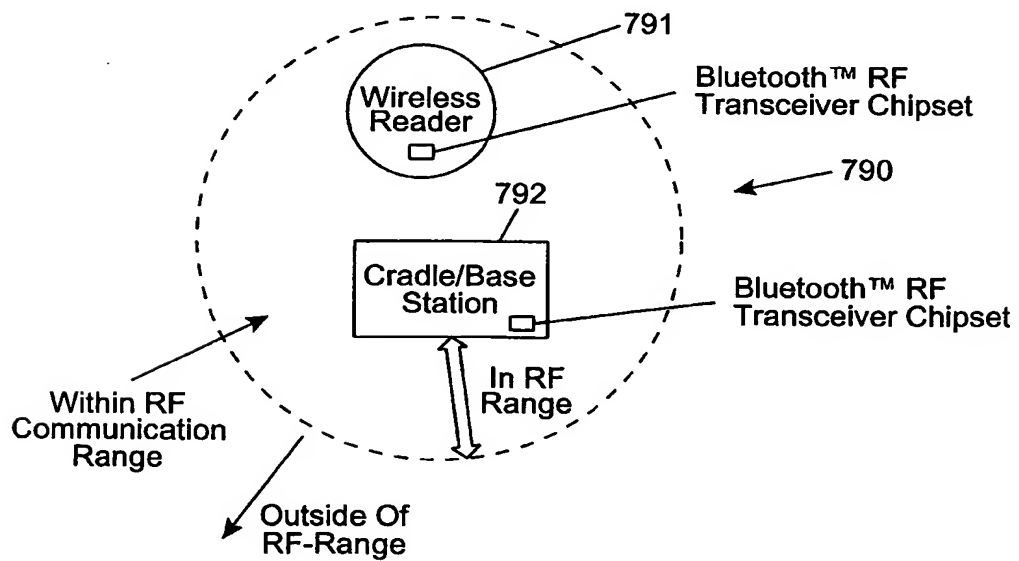 791
Wireless
Reader
Bluetooth™ RF
Transceiver Chipset
790
792
Cradle/Base
Station
Bluetooth™ RF
Transceiver Chipset
In RF
Range
Within RF
Communication
Range
Outside Of
RF-Range